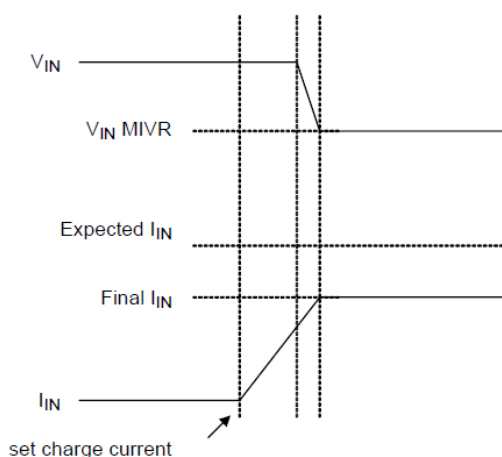 VIN
VIN MIVR
Expected IIN
Final IIN
IIN
set charge current